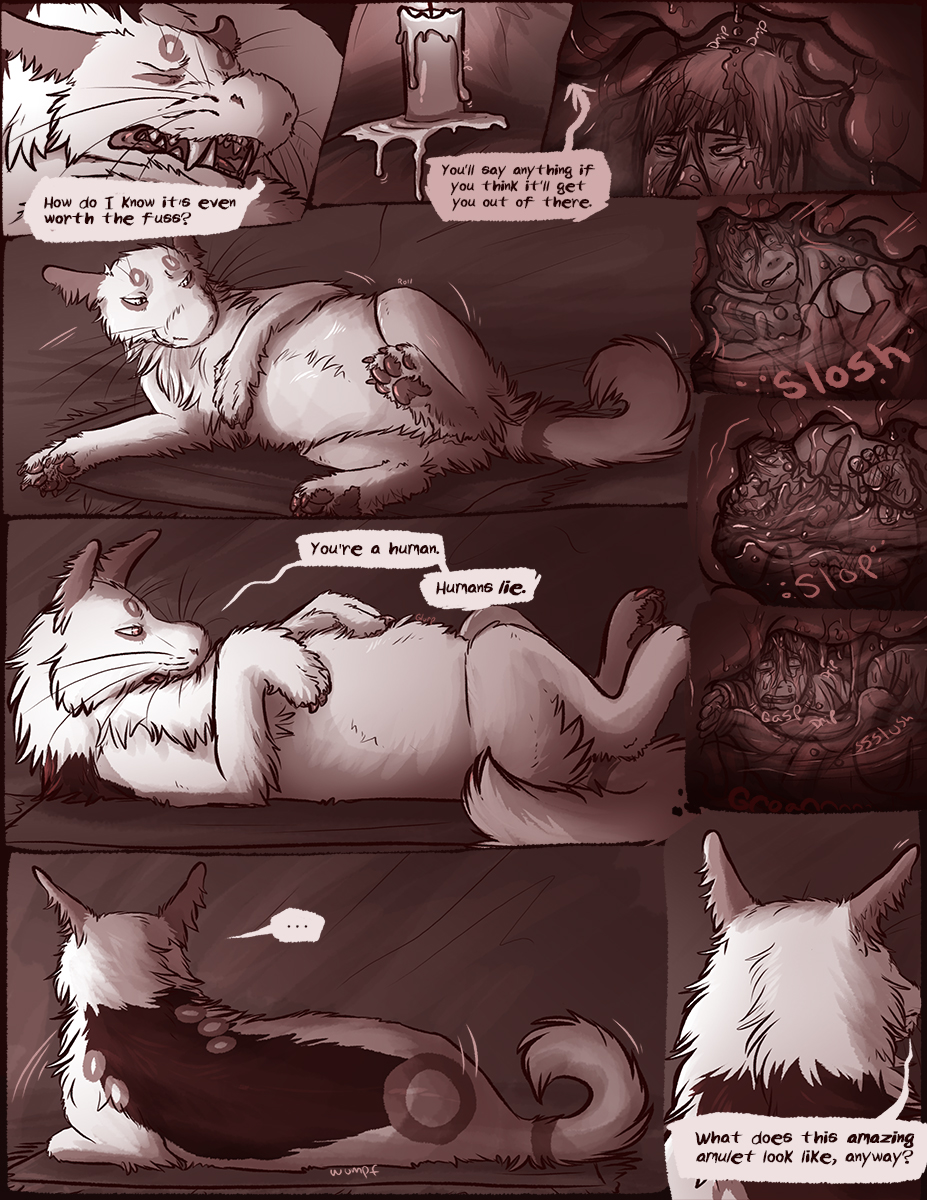 How do I know it's even
worth the fuss?
Drip
Drip
Drip
You'll say anything if
you think it'll get
you out of there.
Roll
Slosh
Slop
You're a human.
Humans lie.
Gasp
Drip
ssslush
...
wumpf
What does this amazing
amulet look like, anyway?